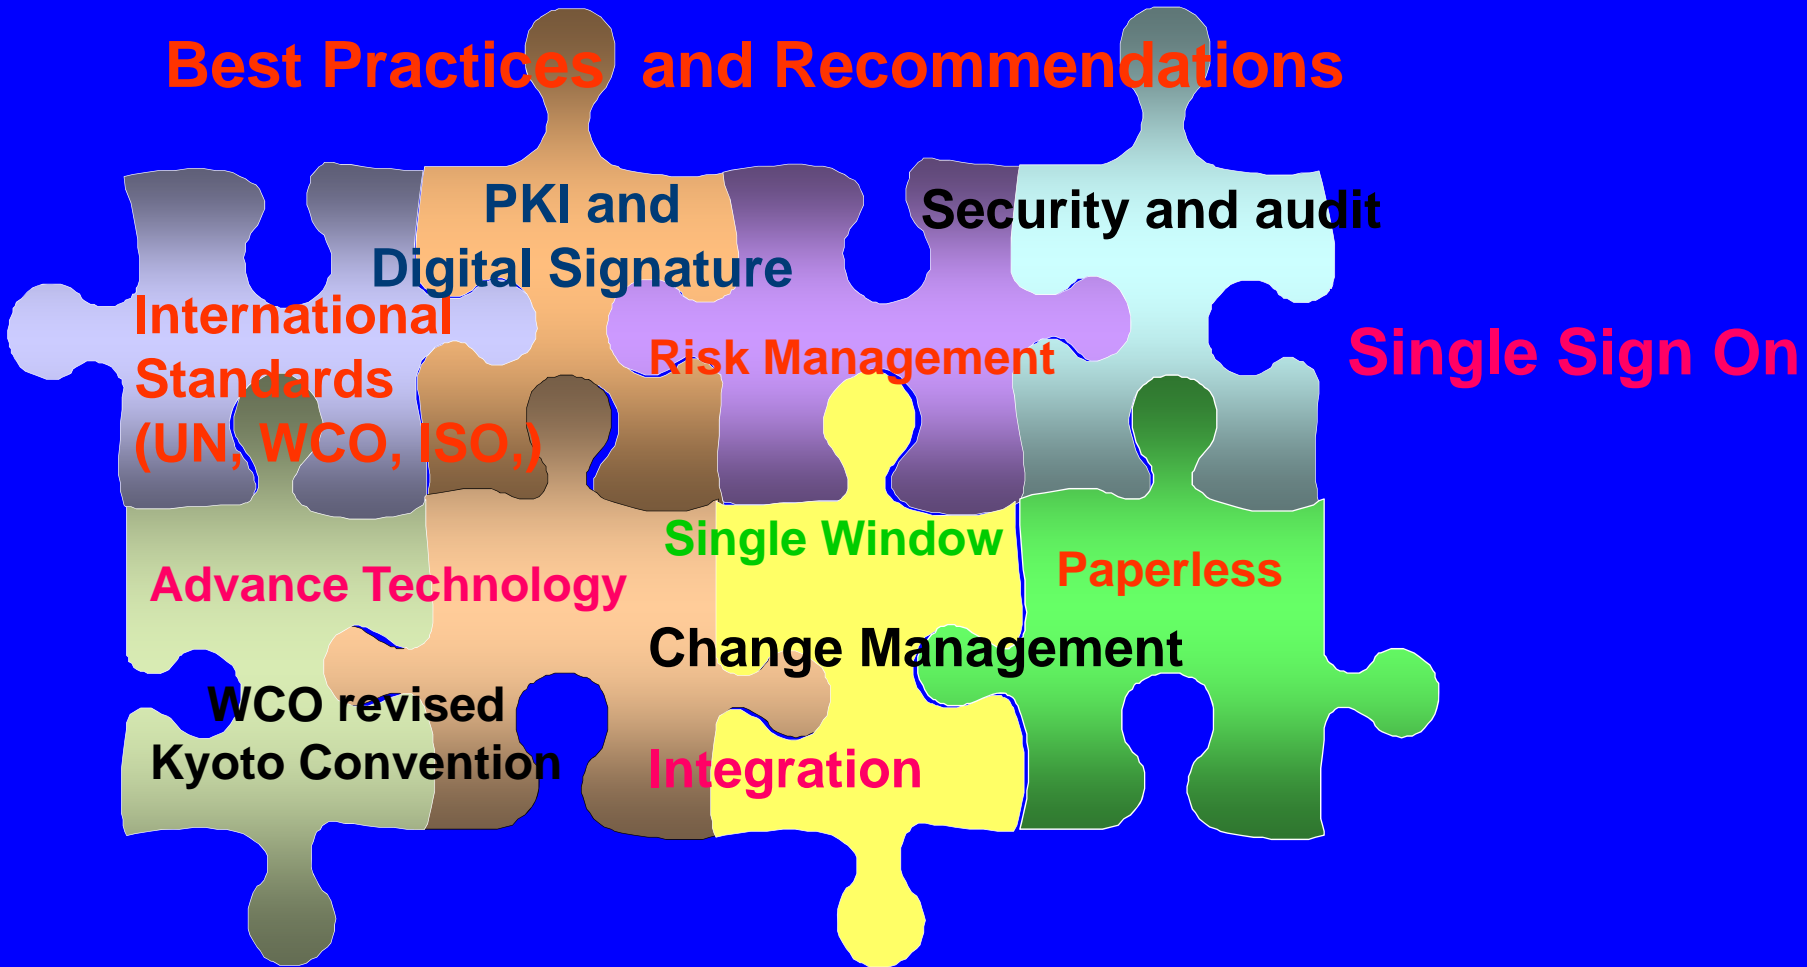 Best Practices  and Recommendations
PKI and
Digital Signature
Security and audit
International
Standards
(UN, WCO, ISO,)
Risk Management
Single Sign On
Single Window
Advance Technology
Paperless
Change Management
WCO revised
Kyoto Convention
Integration